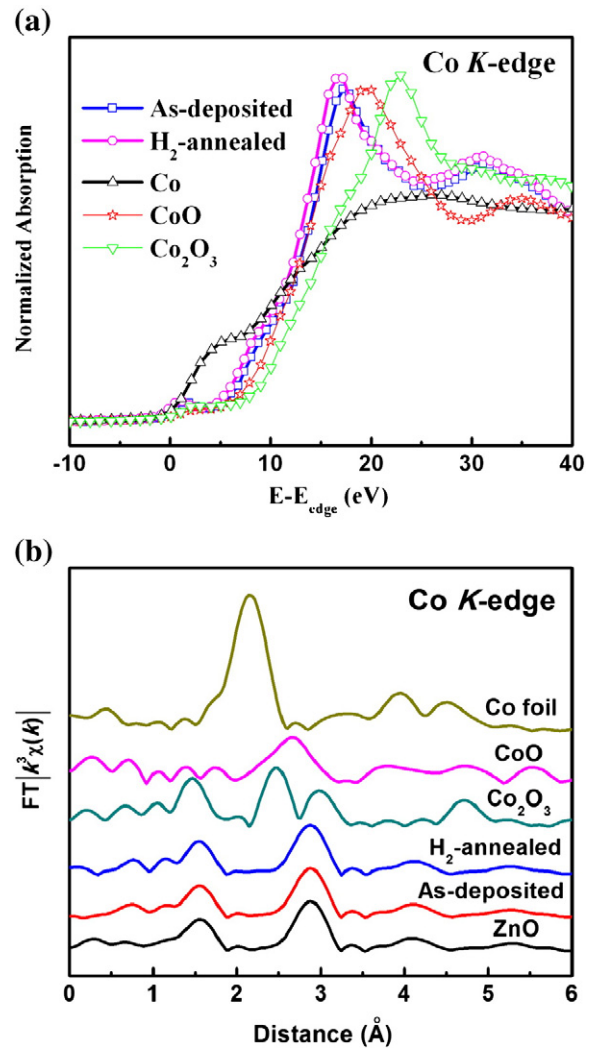 (a)
Co K-edge
As-deposited
H₂-annealed
Co
CoO
Co₂O₃
Normalized Absorption
-10 0 10 20 30 40
E-E_edge (eV)
(b)
Co K-edge
Co foil
CoO
Co₂O₃
H₂-annealed
As-deposited
ZnO
FT|k³χ(k)|
0 1 2 3 4 5 6
Distance (Å)